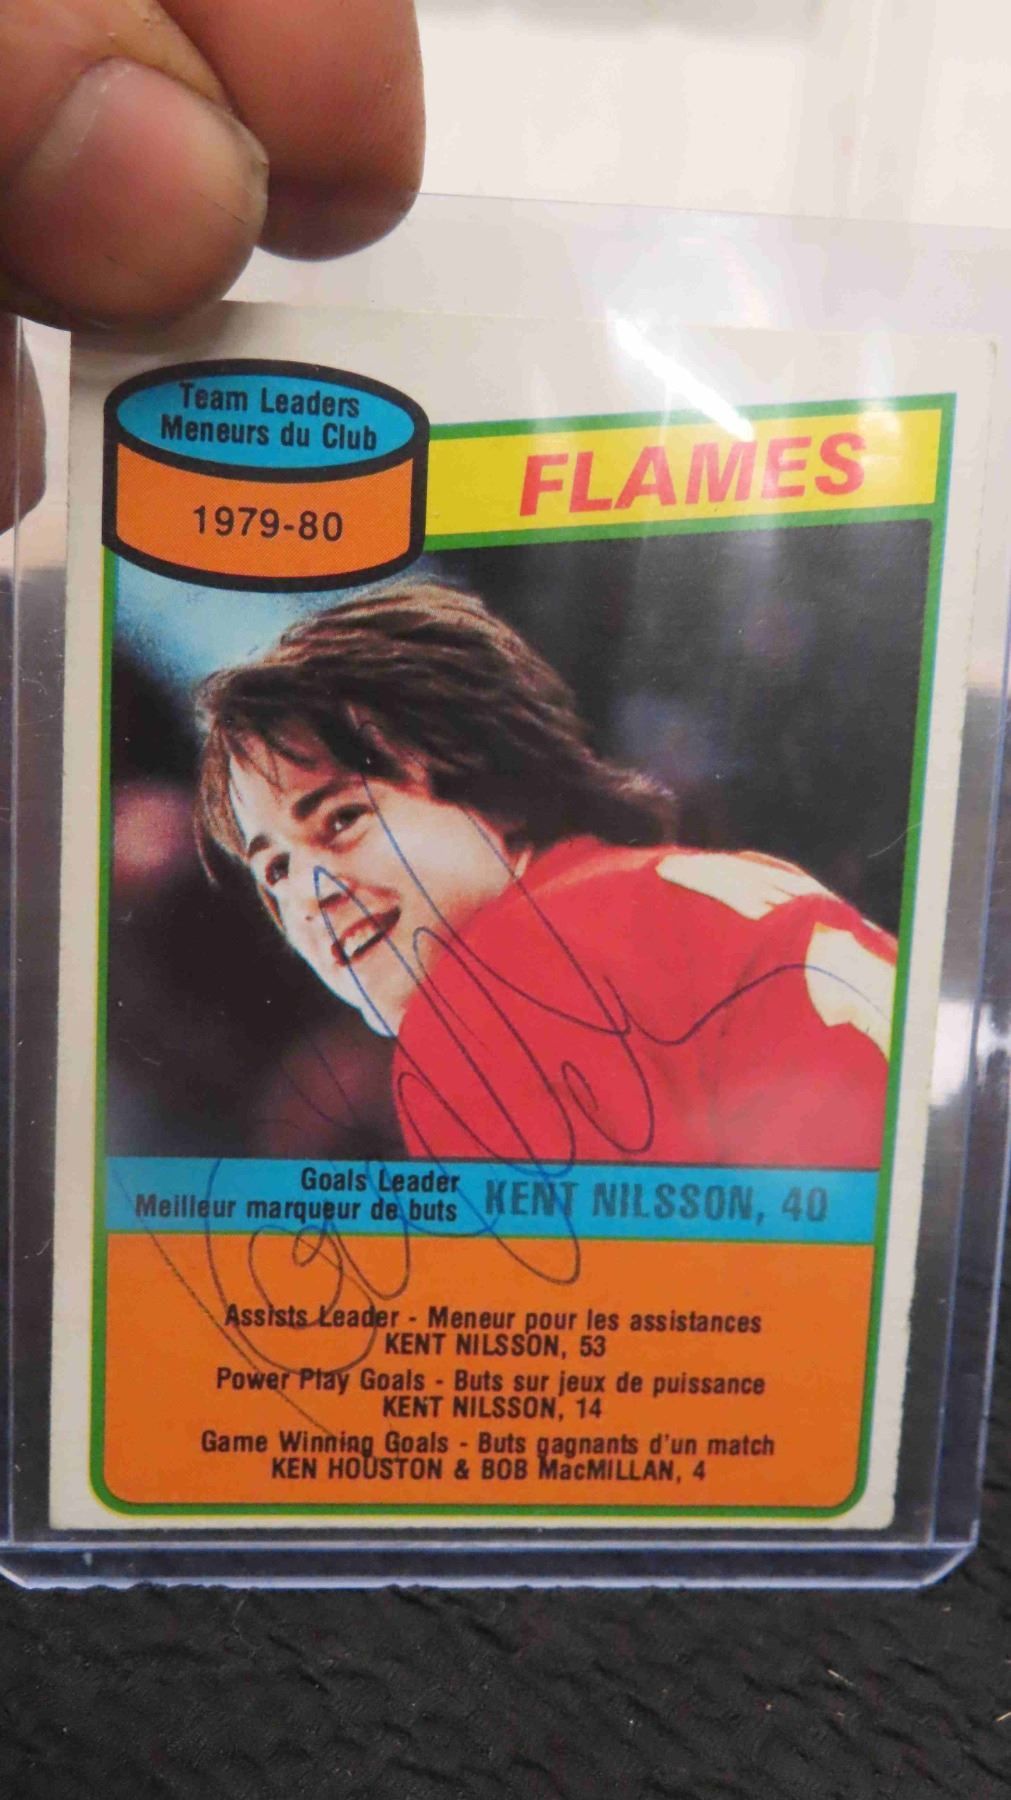 Team Leaders
Meneurs du Club
1979-80
FLAMES
Goals Leader
Meilleur marqueur de buts
KENT NILSSON, 40
Assists Leader - Meneur pour les assistances
KENT NILSSON, 53
Power Play Goals - Buts sur jeux de puissance
KENT NILSSON, 14
Game Winning Goals - Buts gagnants d'un match
KEN HOUSTON & BOB MacMILLAN, 4